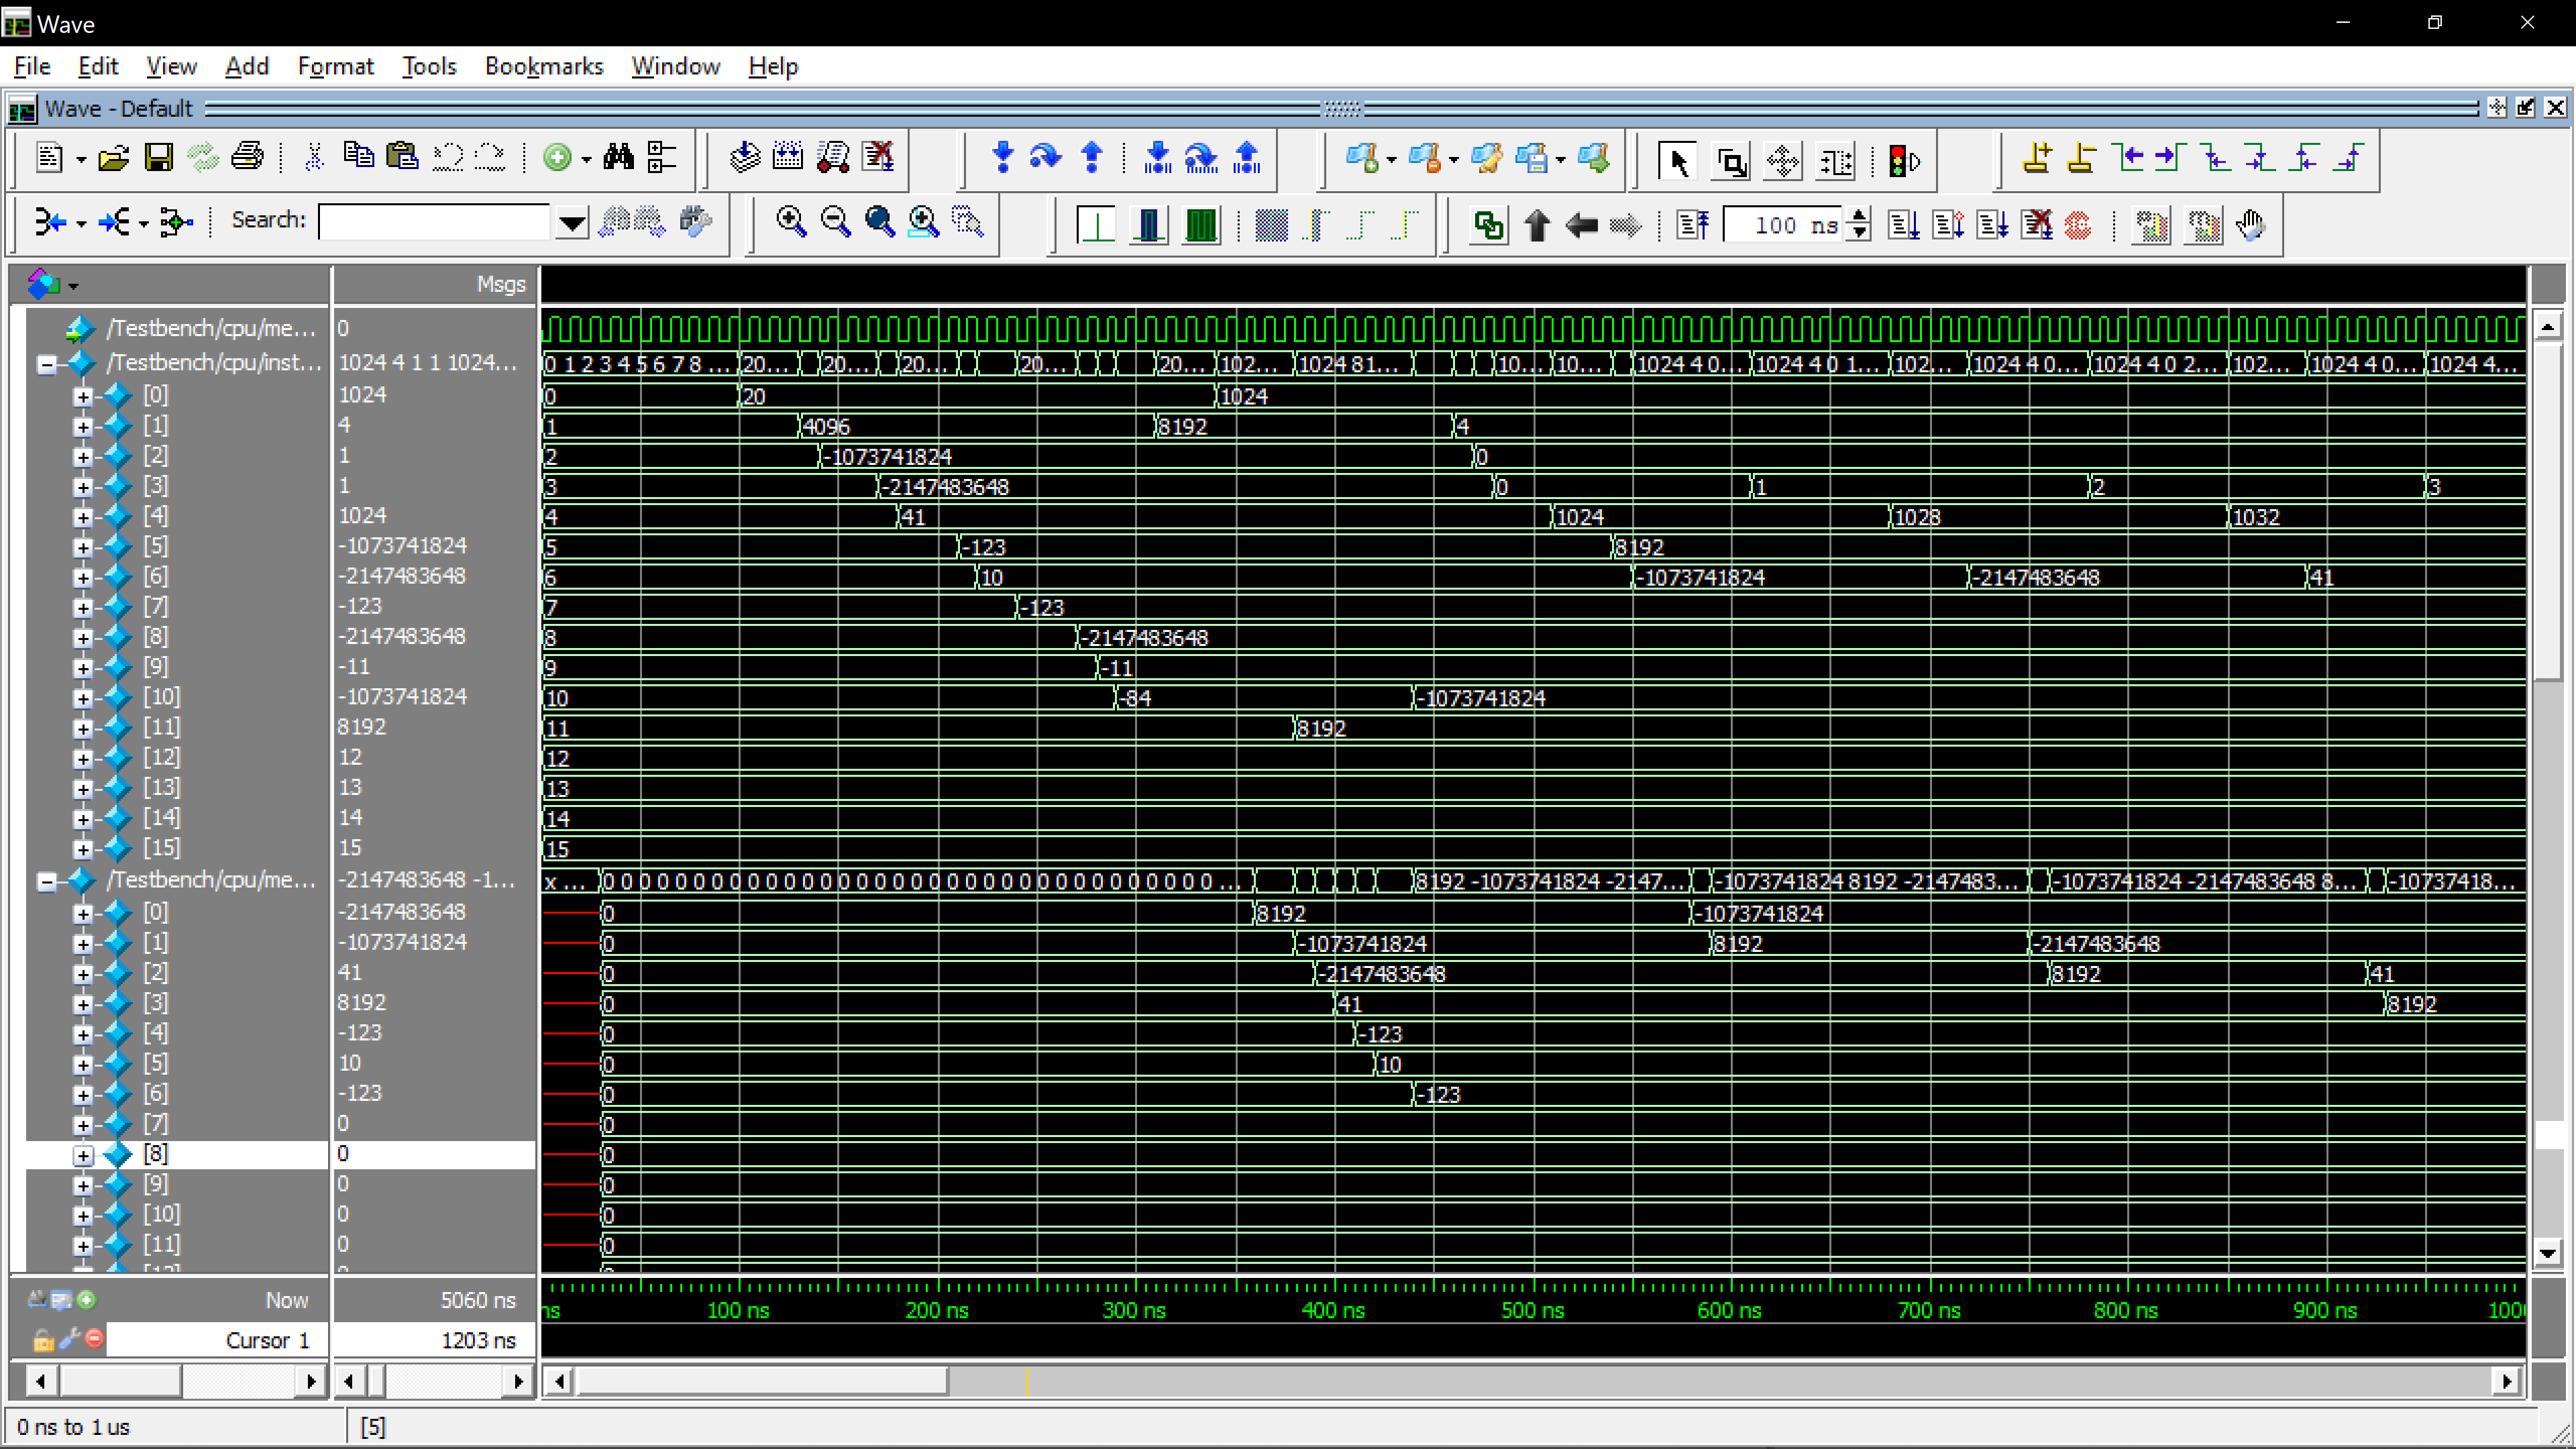 Wave
File Edit View Add Format Tools Bookmarks Window Help
Wave - Default
Search:
100 ns
Msgs
/Testbench/cpu/me... 0
/Testbench/cpu/inst... 1024 4 1 1 1024... 0 1 2 3 4 5 6 7 8 ... 20... 20... 20... 20... 20... 102... 1024 81... 10... 10... 1024 4 0... 1024 4 0 1... 102... 1024 4 0... 1024 4 0 2... 102... 1024 4 0... 1024 4...
[0] 1024 0 20 1024
[1] 4 1 4096 8192 4
[2] 1 2 -1073741824 0
[3] 1 3 -2147483648 0 1 2 3
[4] 1024 4 41 1024 1028 1032
[5] -1073741824 5 -123 8192
[6] -2147483648 6 10 -1073741824 -2147483648 41
[7] -123 7 -123
[8] -2147483648 8 -2147483648
[9] -11 9 -11
[10] -1073741824 10 -84 -1073741824
[11] 8192 11 8192
[12] 12 12
[13] 13 13
[14] 14 14
[15] 15 15
/Testbench/cpu/me... -2147483648 -1... x ... 0 0 0 0 0 0 0 0 0 0 0 0 0 0 0 0 0 0 0 0 0 0 0 0 0 0 0 0 0 0 0 0 0 0 ... 8192 -1073741824 -2147... -1073741824 8192 -2147483... -1073741824 -2147483648 8... -10737418...
[0] -2147483648 0 8192 -1073741824
[1] -1073741824 0 -1073741824 8192 -2147483648
[2] 41 0 -2147483648 8192 41
[3] 8192 0 41 8192
[4] -123 0 -123
[5] 10 0 10
[6] -123 0 -123
[7] 0 0
[8] 0 0
[9] 0 0
[10] 0 0
[11] 0 0
Now 5060 ns
100 ns 200 ns 300 ns 400 ns 500 ns 600 ns 700 ns 800 ns 900 ns
Cursor 1 1203 ns
0 ns to 1 us [5]